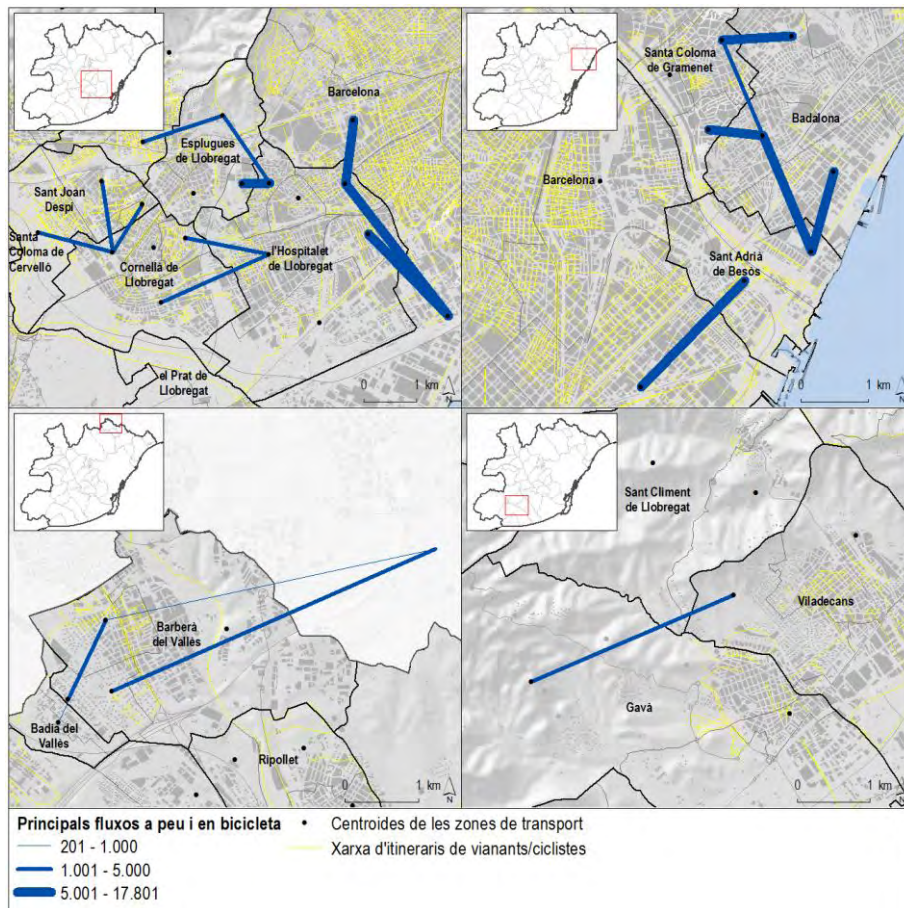 Barcelona
Esplugues
de Llobregat
Sant Joan
Despí
Santa
Coloma de
Cervelló
Cornellà de
Llobregat
l'Hospitalet
de Llobregat
el Prat de
Llobregat
0 1 km
N
Santa Coloma
de Gramenet
Badalona
Barcelona
Sant Adrià
de Besòs
0 1 km
N
Barberà
del Vallès
Badia del
Vallès
Ripollet
0 1 km
N
Sant Climent
de Llobregat
Viladecans
Gavà
0 1 km
N
Principals fluxos a peu i en bicicleta
201 - 1.000
1.001 - 5.000
5.001 - 17.801
Centroides de les zones de transport
Xarxa d'itineraris de vianants/ciclistes